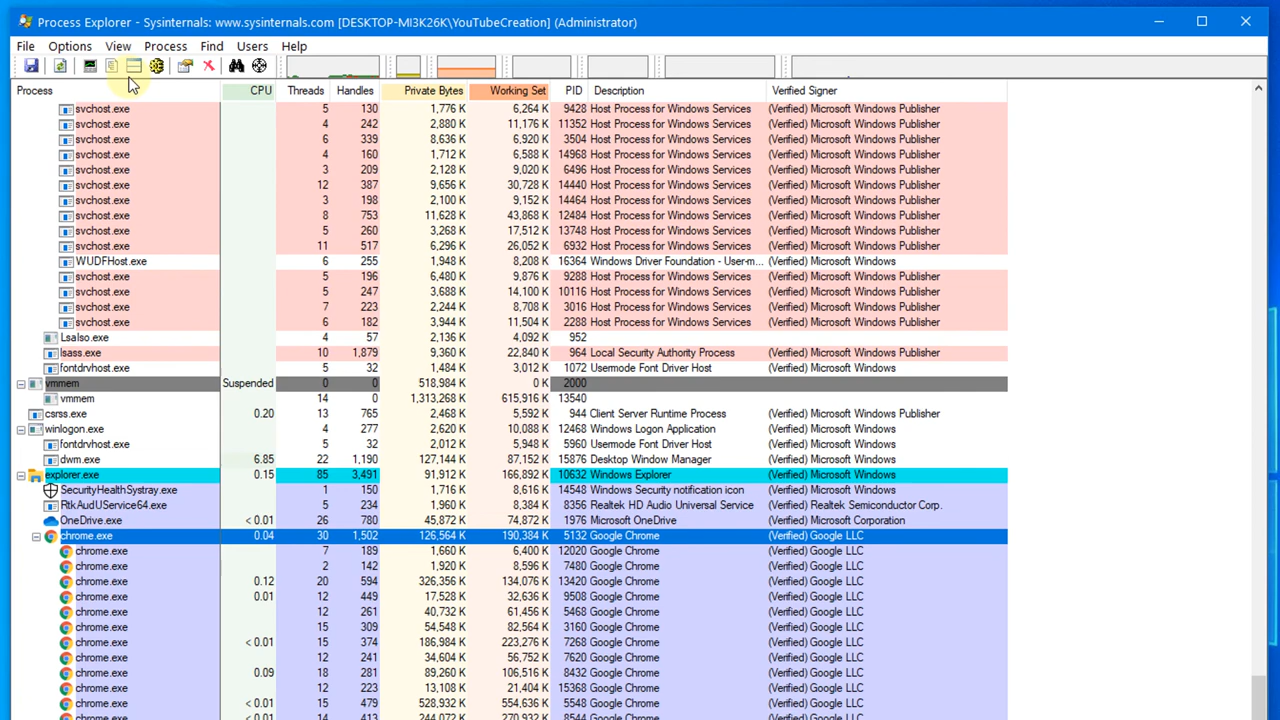 Process Explorer - Sysinternals: www.sysinternals.com [DESKTOP-MI3K26K\YouTubeCreation] (Administrator)
File Options View Process Find Users Help
Process CPU Threads Handles Private Bytes Working Set PID Description Verified Signer
svchost.exe 5 130 1,776 K 6,264 K 9428 Host Process for Windows Services (Verified) Microsoft Windows Publisher
svchost.exe 4 242 2,880 K 11,176 K 11352 Host Process for Windows Services (Verified) Microsoft Windows Publisher
svchost.exe 6 339 8,636 K 6,920 K 3504 Host Process for Windows Services (Verified) Microsoft Windows Publisher
svchost.exe 4 160 1,712 K 6,588 K 14968 Host Process for Windows Services (Verified) Microsoft Windows Publisher
svchost.exe 3 209 2,128 K 9,020 K 6496 Host Process for Windows Services (Verified) Microsoft Windows Publisher
svchost.exe 12 387 9,656 K 30,728 K 14440 Host Process for Windows Services (Verified) Microsoft Windows Publisher
svchost.exe 3 198 2,100 K 9,152 K 14464 Host Process for Windows Services (Verified) Microsoft Windows Publisher
svchost.exe 8 753 11,628 K 43,868 K 12484 Host Process for Windows Services (Verified) Microsoft Windows Publisher
svchost.exe 5 260 3,268 K 17,512 K 13748 Host Process for Windows Services (Verified) Microsoft Windows Publisher
svchost.exe 11 517 6,296 K 26,052 K 6932 Host Process for Windows Services (Verified) Microsoft Windows Publisher
WUDFHost.exe 6 255 1,948 K 8,208 K 16364 Windows Driver Foundation - User-m... (Verified) Microsoft Windows
svchost.exe 5 196 6,480 K 9,876 K 9288 Host Process for Windows Services (Verified) Microsoft Windows Publisher
svchost.exe 5 247 3,688 K 14,100 K 10116 Host Process for Windows Services (Verified) Microsoft Windows Publisher
svchost.exe 7 223 2,244 K 8,708 K 3016 Host Process for Windows Services (Verified) Microsoft Windows Publisher
svchost.exe 6 182 3,944 K 11,504 K 2288 Host Process for Windows Services (Verified) Microsoft Windows Publisher
LsaIso.exe 4 57 2,136 K 4,092 K 952
lsass.exe 10 1,879 9,360 K 22,840 K 964 Local Security Authority Process (Verified) Microsoft Windows Publisher
fontdrvhost.exe 5 32 1,484 K 3,012 K 1072 Usermode Font Driver Host (Verified) Microsoft Windows
vmmem Suspended 0 0 518,984 K 0 K 2000
vmmem 14 0 1,313,268 K 615,916 K 13540
csrss.exe 0.20 13 765 2,468 K 5,592 K 944 Client Server Runtime Process (Verified) Microsoft Windows Publisher
winlogon.exe 4 277 2,620 K 10,088 K 12468 Windows Logon Application (Verified) Microsoft Windows
fontdrvhost.exe 5 32 2,012 K 5,948 K 5960 Usermode Font Driver Host (Verified) Microsoft Windows
dwm.exe 6.85 22 1,190 127,144 K 87,152 K 15876 Desktop Window Manager (Verified) Microsoft Windows
explorer.exe 0.15 85 3,491 91,912 K 166,892 K 10632 Windows Explorer (Verified) Microsoft Windows
SecurityHealthSystray.exe 1 150 1,716 K 8,616 K 14548 Windows Security notification icon (Verified) Microsoft Windows
RtkAudUService64.exe 5 234 1,960 K 8,384 K 8356 Realtek HD Audio Universal Service (Verified) Realtek Semiconductor Corp.
OneDrive.exe < 0.01 26 780 45,872 K 74,872 K 1976 Microsoft OneDrive (Verified) Microsoft Corporation
chrome.exe 0.04 30 1,502 126,564 K 190,384 K 5132 Google Chrome (Verified) Google LLC
chrome.exe 7 189 1,660 K 6,400 K 12020 Google Chrome (Verified) Google LLC
chrome.exe 2 142 1,920 K 8,596 K 7480 Google Chrome (Verified) Google LLC
chrome.exe 0.12 20 594 326,356 K 134,076 K 13420 Google Chrome (Verified) Google LLC
chrome.exe 0.01 12 449 17,528 K 32,636 K 9508 Google Chrome (Verified) Google LLC
chrome.exe 12 261 40,732 K 61,456 K 5468 Google Chrome (Verified) Google LLC
chrome.exe 15 309 54,548 K 82,564 K 3160 Google Chrome (Verified) Google LLC
chrome.exe < 0.01 15 374 186,984 K 223,276 K 7268 Google Chrome (Verified) Google LLC
chrome.exe 12 241 34,604 K 56,752 K 7620 Google Chrome (Verified) Google LLC
chrome.exe 0.09 18 281 89,260 K 106,516 K 8432 Google Chrome (Verified) Google LLC
chrome.exe 12 223 13,108 K 21,404 K 15368 Google Chrome (Verified) Google LLC
chrome.exe < 0.01 15 479 528,932 K 554,636 K 7036 Google Chrome (Verified) Google LLC
chrome.exe < 0.01 14 413 244,072 K 270,932 K 8544 Google Chrome (Verified) Google LLC